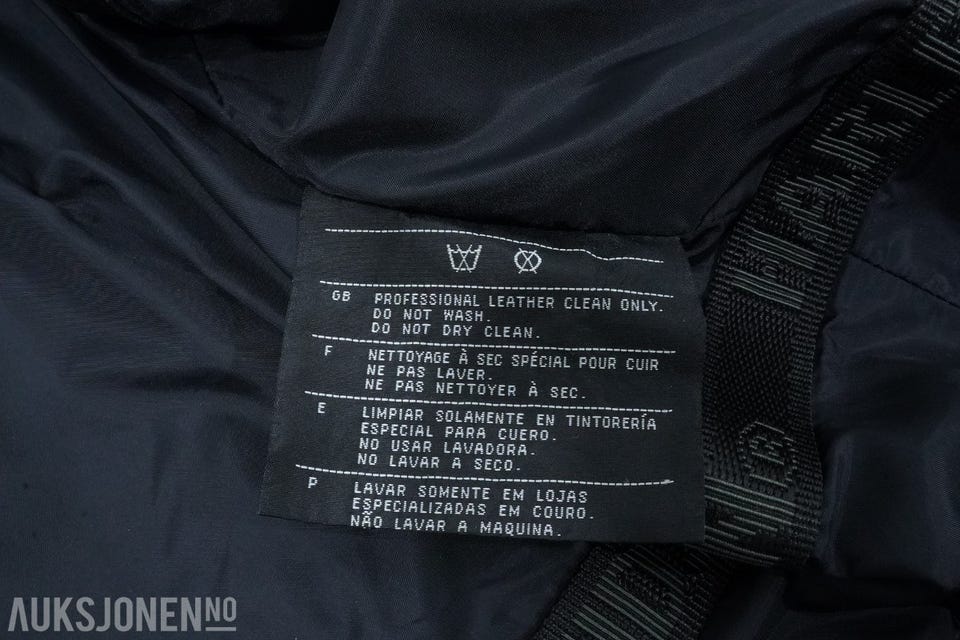 GB PROFESSIONAL LEATHER CLEAN ONLY.
DO NOT WASH.
DO NOT DRY CLEAN.
F NETTOYAGE À SEC SPÉCIAL POUR CUIR
NE PAS LAVER.
NE PAS NETTOYER À SEC.
E LIMPIAR SOLAMENTE EN TINTORERÍA
ESPECIAL PARA CUERO.
NO USAR LAVADORA.
NO LAVAR A SECO.
P LAVAR SOMENTE EM LOJAS
ESPECIALIZADAS EM COURO.
NÃO LAVAR A MAQUINA.
AUKSJONEN NO